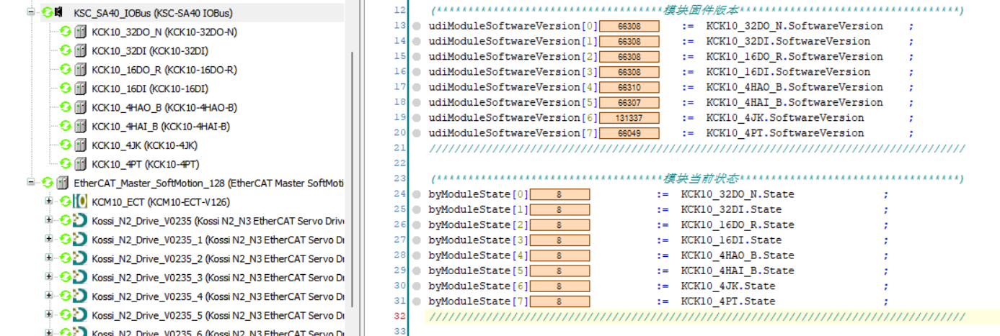 KSC_SA40_IOBus (KSC-SA40 IOBus)
KCK10_32DO_N (KCK10-32DO-N)
KCK10_32DI (KCK10-32DI)
KCK10_16DO_R (KCK10-16DO-R)
KCK10_16DI (KCK10-16DI)
KCK10_4HAO_B (KCK10-4HAO-B)
KCK10_4HAI_B (KCK10-4HAI-B)
KCK10_4JK (KCK10-4JK)
KCK10_4PT (KCK10-4PT)
EtherCAT_Master_SoftMotion_128 (EtherCAT Master SoftMoti
KCM10_ECT (KCM10-ECT-V126)
Kossi_N2_Drive_V0235 (Kossi N2_N3 EtherCAT Servo Driv
Kossi_N2_Drive_V0235_1 (Kossi N2_N3 EtherCAT Servo D
Kossi_N2_Drive_V0235_2 (Kossi N2_N3 EtherCAT Servo D
Kossi_N2_Drive_V0235_3 (Kossi N2_N3 EtherCAT Servo D
Kossi_N2_Drive_V0235_4 (Kossi N2_N3 EtherCAT Servo D
Kossi_N2_Drive_V0235_5 (Kossi N2_N3 EtherCAT Servo D
Kossi_N2_Drive_V0235_6 (Kossi N2_N3 EtherCAT Servo D
12 (***********************************模块固件版本**********************************)
13 udiModuleSoftwareVersion[0] 66308 := KCK10_32DO_N.SoftwareVersion ;
14 udiModuleSoftwareVersion[1] 66308 := KCK10_32DI.SoftwareVersion ;
15 udiModuleSoftwareVersion[2] 66308 := KCK10_16DO_R.SoftwareVersion ;
16 udiModuleSoftwareVersion[3] 66308 := KCK10_16DI.SoftwareVersion ;
17 udiModuleSoftwareVersion[4] 66310 := KCK10_4HAO_B.SoftwareVersion ;
18 udiModuleSoftwareVersion[5] 66307 := KCK10_4HAI_B.SoftwareVersion ;
19 udiModuleSoftwareVersion[6] 131337 := KCK10_4JK.SoftwareVersion ;
20 udiModuleSoftwareVersion[7] 66049 := KCK10_4PT.SoftwareVersion ;
21 /////////////////////////////////////////////////////////////////////////////////////
22
23 (***********************************模块当前状态**********************************)
24 byModuleState[0] 8 := KCK10_32DO_N.State ;
25 byModuleState[1] 8 := KCK10_32DI.State ;
26 byModuleState[2] 8 := KCK10_16DO_R.State ;
27 byModuleState[3] 8 := KCK10_16DI.State ;
28 byModuleState[4] 8 := KCK10_4HAO_B.State ;
29 byModuleState[5] 8 := KCK10_4HAI_B.State ;
30 byModuleState[6] 8 := KCK10_4JK.State ;
31 byModuleState[7] 8 := KCK10_4PT.State ;
32 /////////////////////////////////////////////////////////////////////////////////////
33